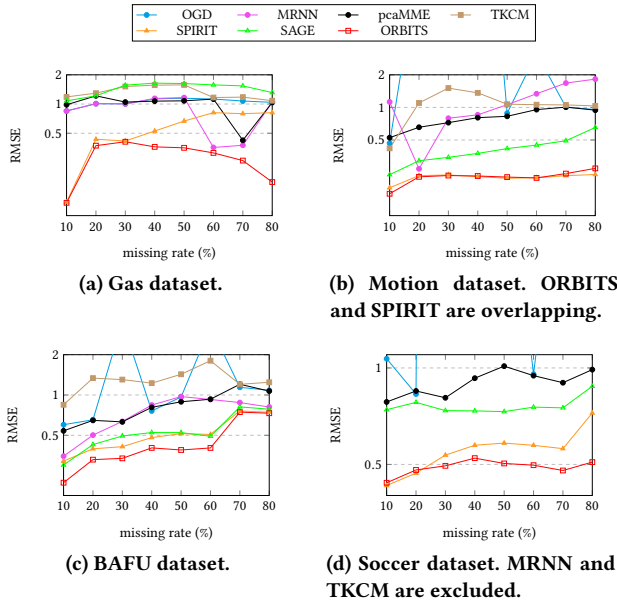 OGD MRNN pcaMME TKCM
SPIRIT SAGE ORBITS
2
1
0.5
RMSE
10 20 30 40 50 60 70 80
missing rate (%)
(a) Gas dataset.
2
1
0.5
RMSE
10 20 30 40 50 60 70 80
missing rate (%)
(b) Motion dataset. ORBITS
and SPIRIT are overlapping.
2
1
0.5
RMSE
10 20 30 40 50 60 70 80
missing rate (%)
(c) BAFU dataset.
1
0.5
RMSE
10 20 30 40 50 60 70 80
missing rate (%)
(d) Soccer dataset. MRNN and
TKCM are excluded.